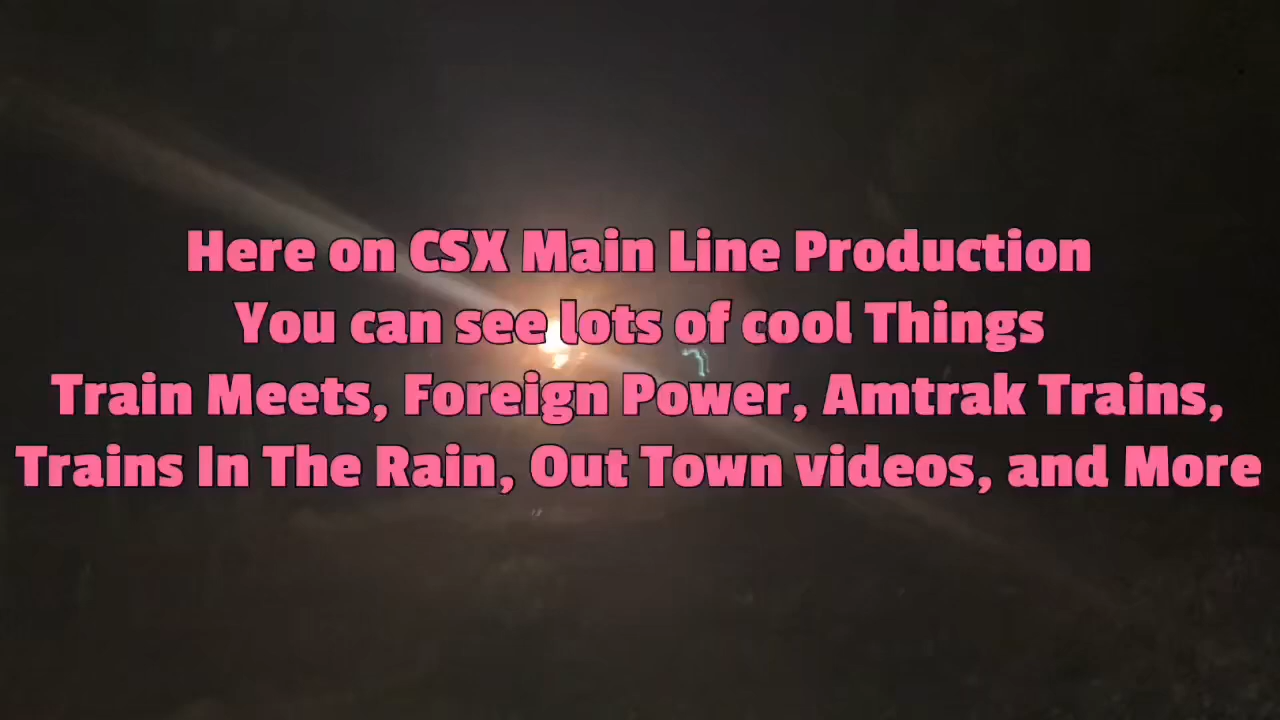 Here on CSX Main Line Production
You can see lots of cool Things
Train Meets, Foreign Power, Amtrak Trains,
Trains In The Rain, Out Town videos, and More